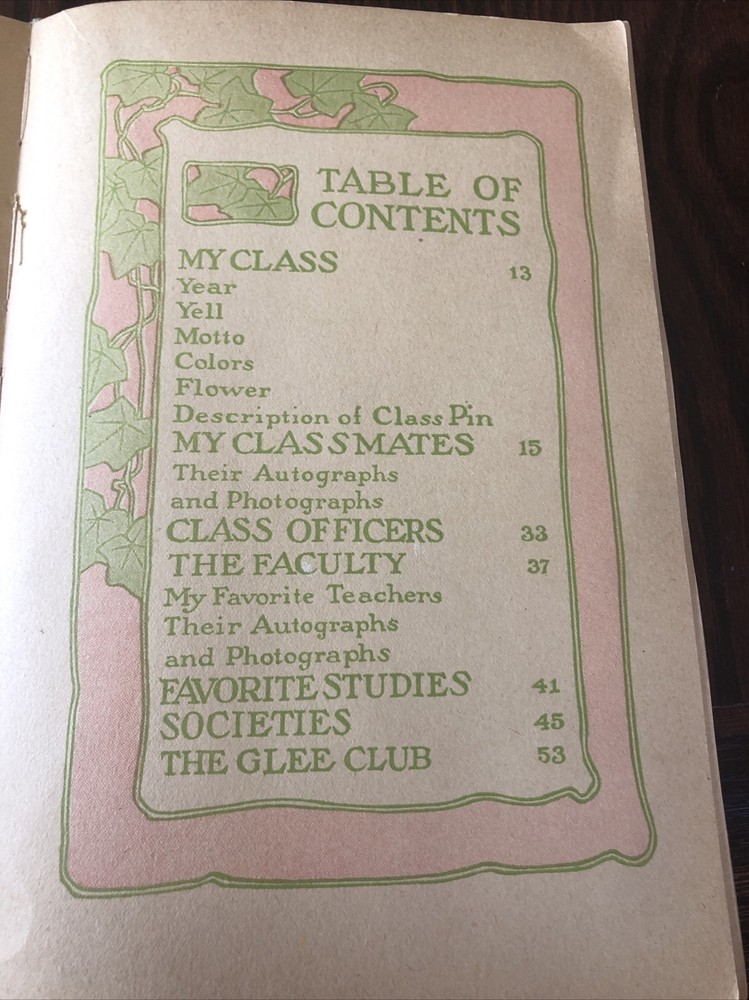 TABLE OF
CONTENTS
MY CLASS 13
Year
Yell
Motto
Colors
Flower
Description of Class Pin
MY CLASSMATES 15
Their Autographs
and Photographs
CLASS OFFICERS 33
THE FACULTY 37
My Favorite Teachers
Their Autographs
and Photographs
FAVORITE STUDIES 41
SOCIETIES 45
THE GLEE CLUB 53